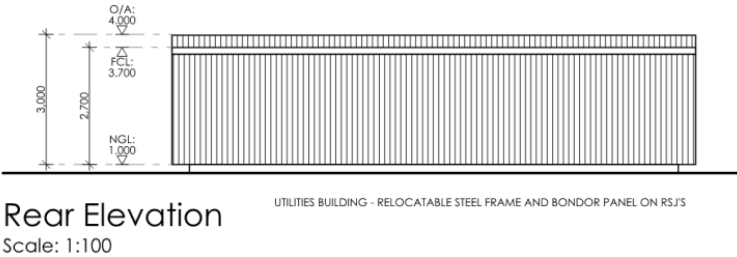 O/A:
4.000
FCL:
3.700
3,000
2,700
NGL:
1.000
Rear Elevation
UTILITIES BUILDING - RELOCATABLE STEEL FRAME AND BONDOR PANEL ON RSJ'S
Scale: 1:100